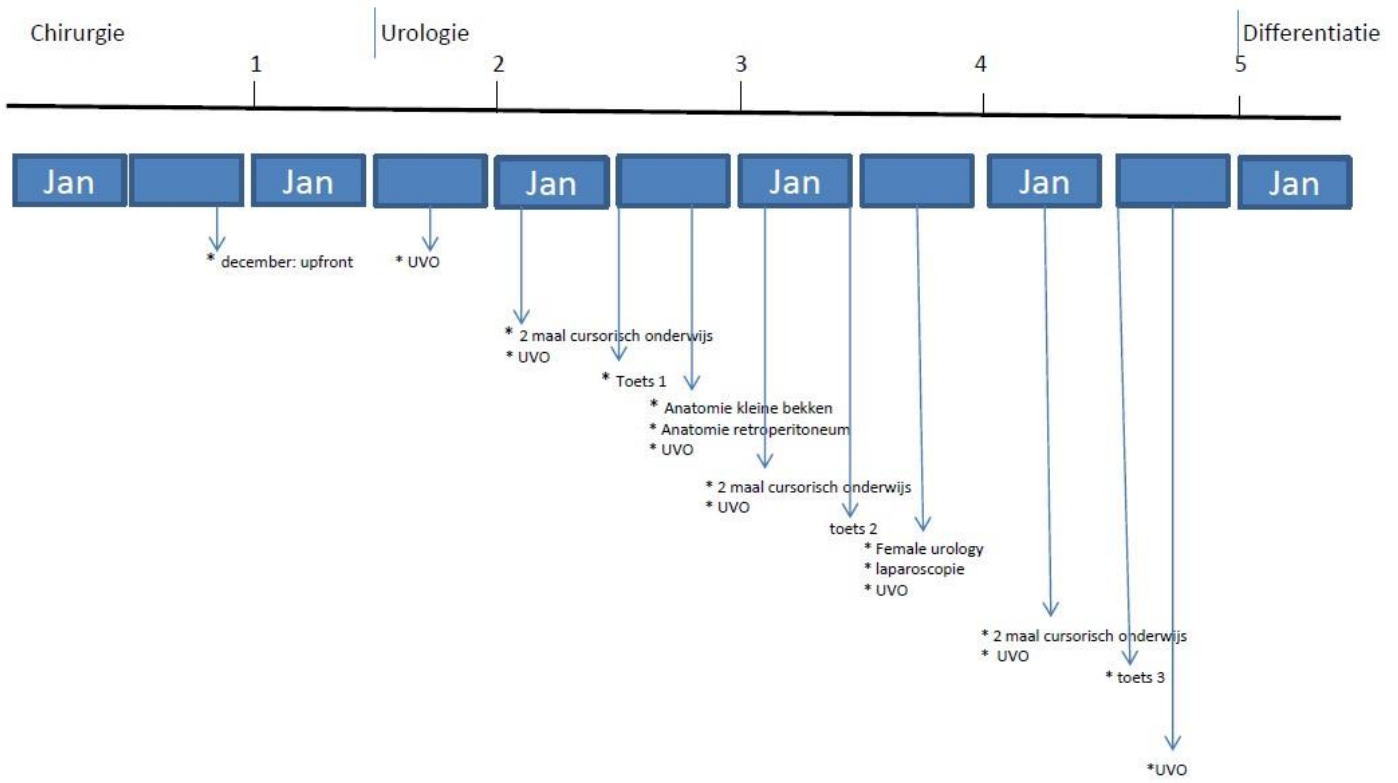 Chirurgie Urologie Differentiatie
1 2 3 4 5
Jan Jan Jan Jan Jan Jan
* december: upfront
* UVO
* 2 maal cursorisch onderwijs
* UVO
* Toets 1
* Anatomie kleine bekken
* Anatomie retroperitoneum
* UVO
* 2 maal cursorisch onderwijs
* UVO
toets 2
* Female urology
* laparoscopie
* UVO
* 2 maal cursorisch onderwijs
* UVO
* toets 3
*UVO